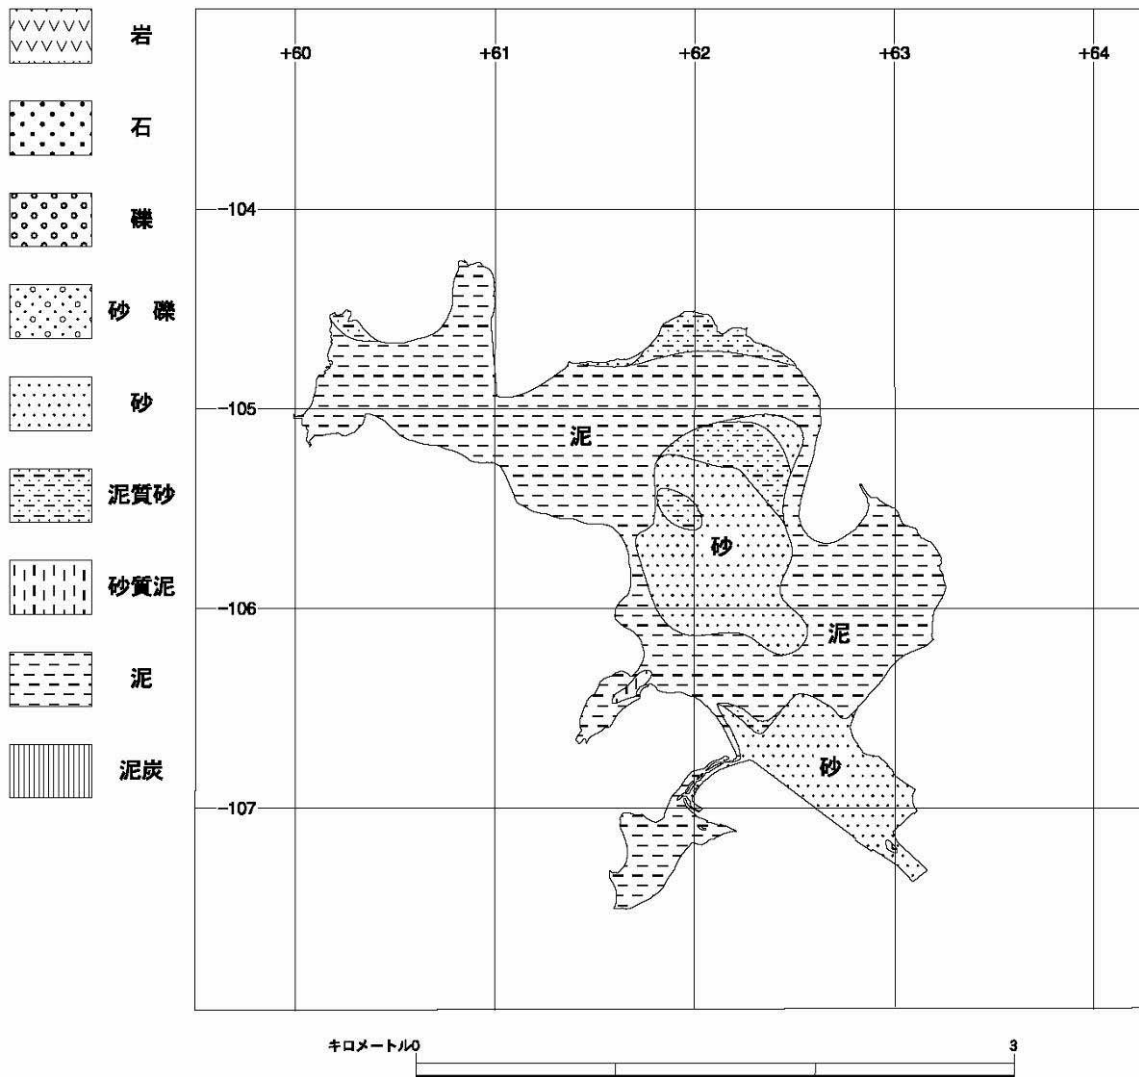 岩
石
礫
砂 礫
砂
泥質砂
砂質泥
泥
泥炭
+60 +61 +62 +63 +64
-104
-105
-106
-107
泥
砂
泥
砂
キロメートル0 3